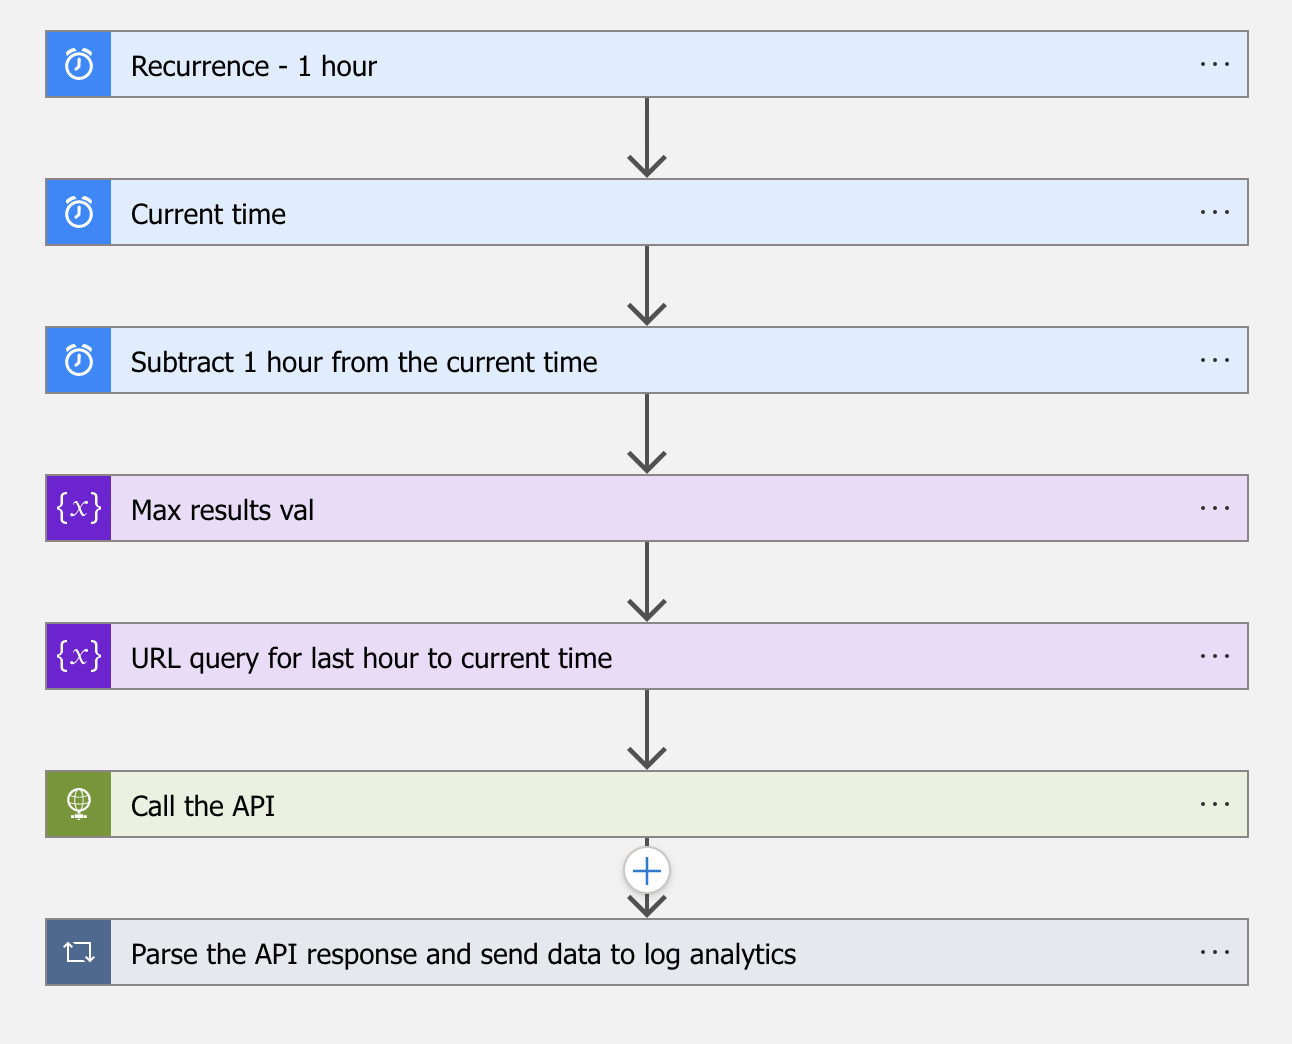 Recurrence - 1 hour
Current time
Subtract 1 hour from the current time
{x} Max results val
{x} URL query for last hour to current time
Call the API
Parse the API response and send data to log analytics